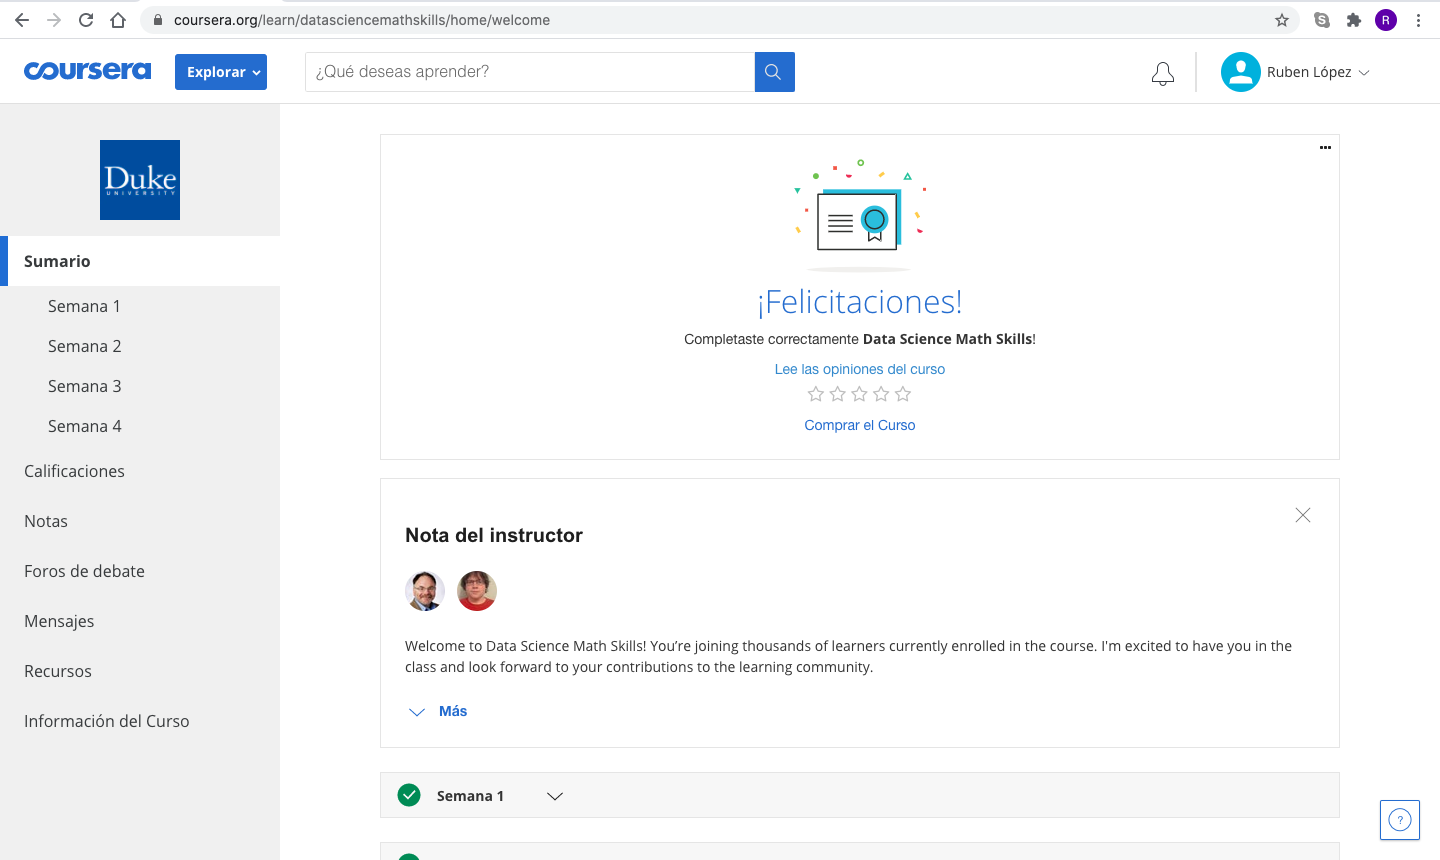 coursera.org/learn/datasciencemathskills/home/welcome
R
coursera
Explorar
¿Qué deseas aprender?
Ruben López
Duke
UNIVERSITY
Sumario
Semana 1
Semana 2
Semana 3
Semana 4
Calificaciones
Notas
Foros de debate
Mensajes
Recursos
Información del Curso
¡Felicitaciones!
Completaste correctamente Data Science Math Skills!
Lee las opiniones del curso
Comprar el Curso
Nota del instructor
Welcome to Data Science Math Skills! You’re joining thousands of learners currently enrolled in the course. I'm excited to have you in the
class and look forward to your contributions to the learning community.
Más
Semana 1
?